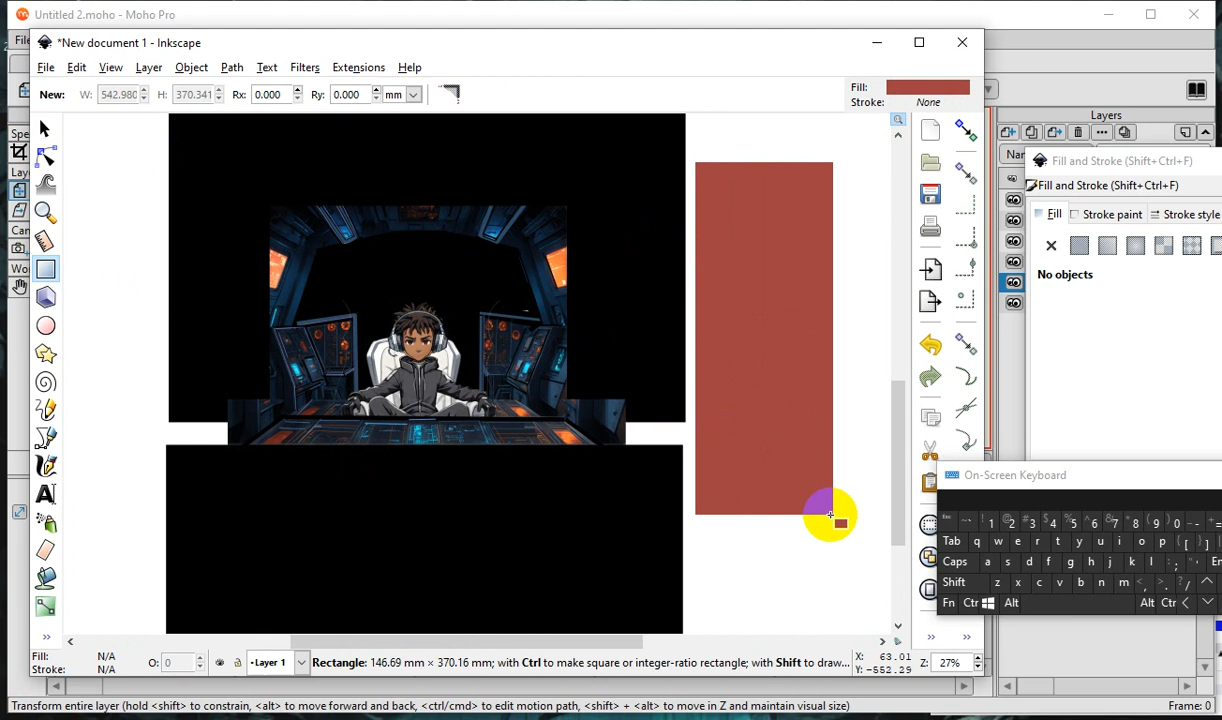 Untitled 2.moho - Moho Pro
*New document 1 - Inkscape
File Edit View Layer Object Path Text Filters Extensions Help
New: W: 542.980 H: 370.341 Rx: 0.000 Ry: 0.000 mm
Fill:
Stroke: None
Layers
Fill and Stroke (Shift+Ctrl+F)
Fill and Stroke (Shift+Ctrl+F)
Fill Stroke paint Stroke style
No objects
On-Screen Keyboard
Tab q w e r t y u i o p
Caps a s d f g h j k l
Shift z x c v b n m
Fn Ctr Alt Alt Ctr
Fill: N/A
Stroke: N/A
O: 0
Layer 1
Rectangle: 146.69 mm × 370.16 mm; with Ctrl to make square or integer-ratio rectangle; with Shift to draw...
X: 63.01
Y: -552.29
Z: 27%
Transform entire layer (hold <shift> to constrain, <alt> to move forward and back, <ctrl/cmd> to edit motion path, <shift> + <alt> to move in Z and maintain visual size)
Frame: 0